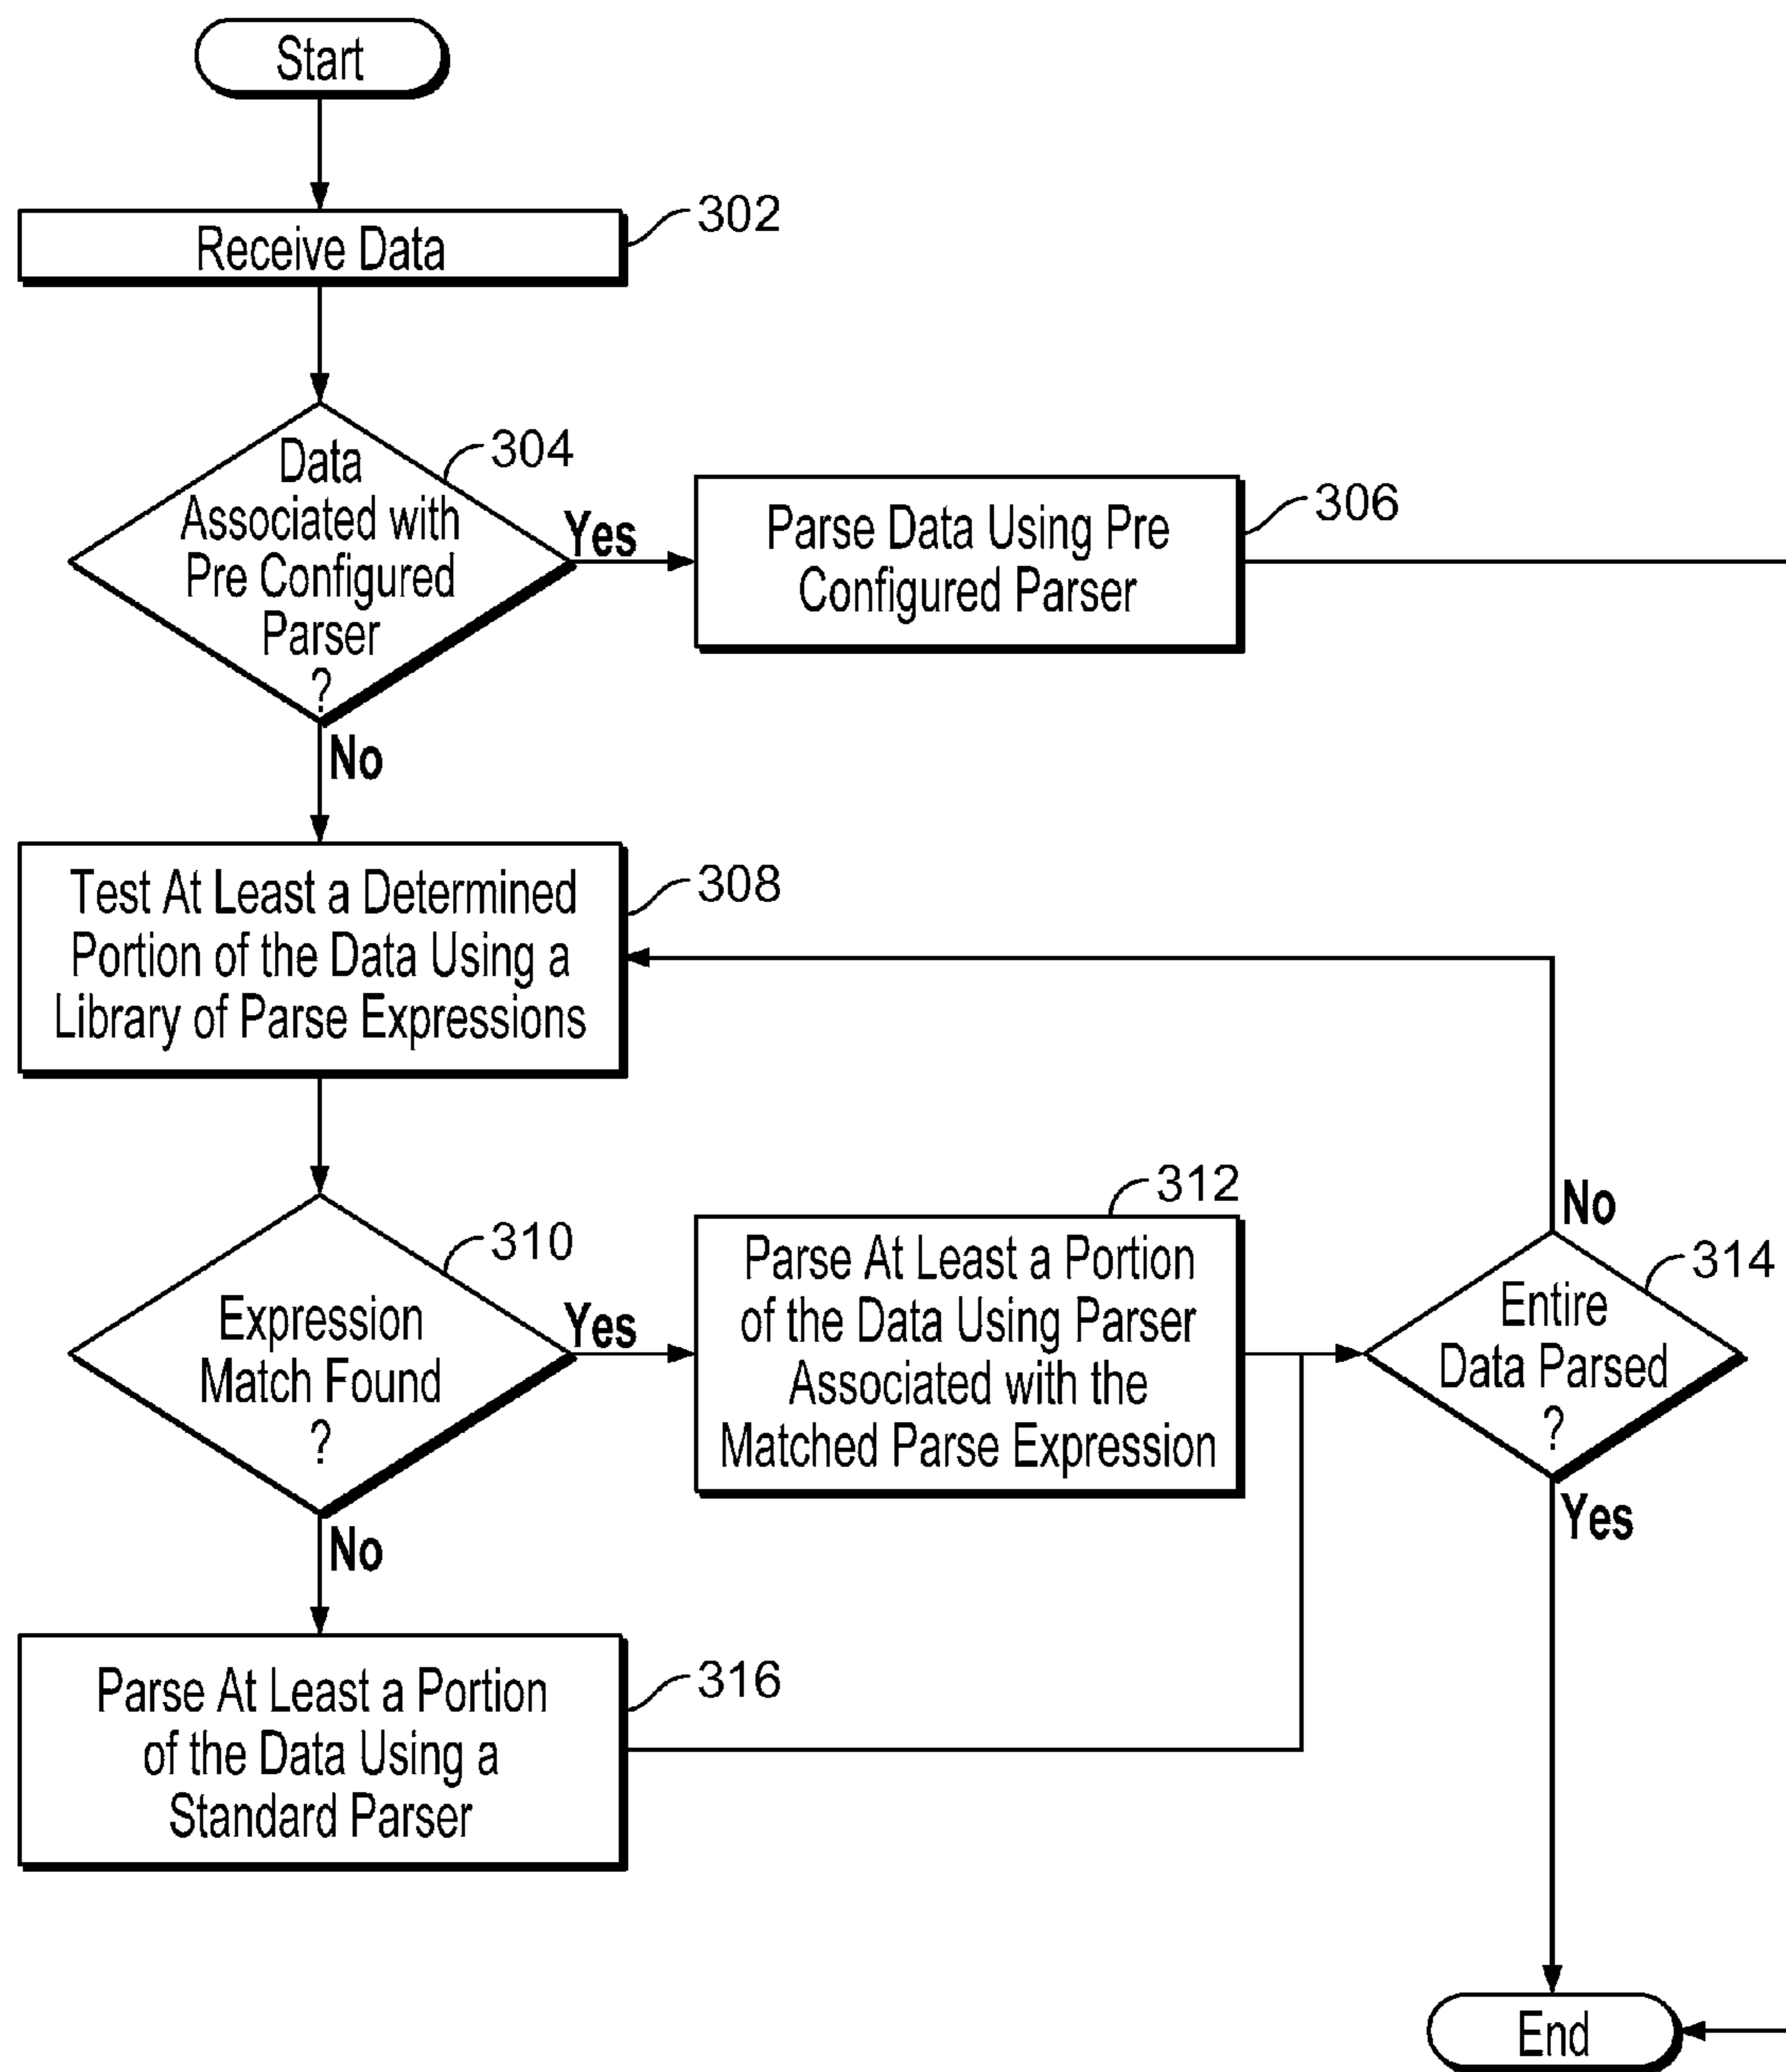 Start
Receive Data
302
Data
Associated with
Pre Configured
Parser
?
304
Yes
No
Parse Data Using Pre
Configured Parser
306
Test At Least a Determined
Portion of the Data Using a
Library of Parse Expressions
308
Expression
Match Found
?
310
Yes
No
Parse At Least a Portion
of the Data Using Parser
Associated with the
Matched Parse Expression
312
No
Entire
Data Parsed
?
314
Yes
Parse At Least a Portion
of the Data Using a
Standard Parser
316
End